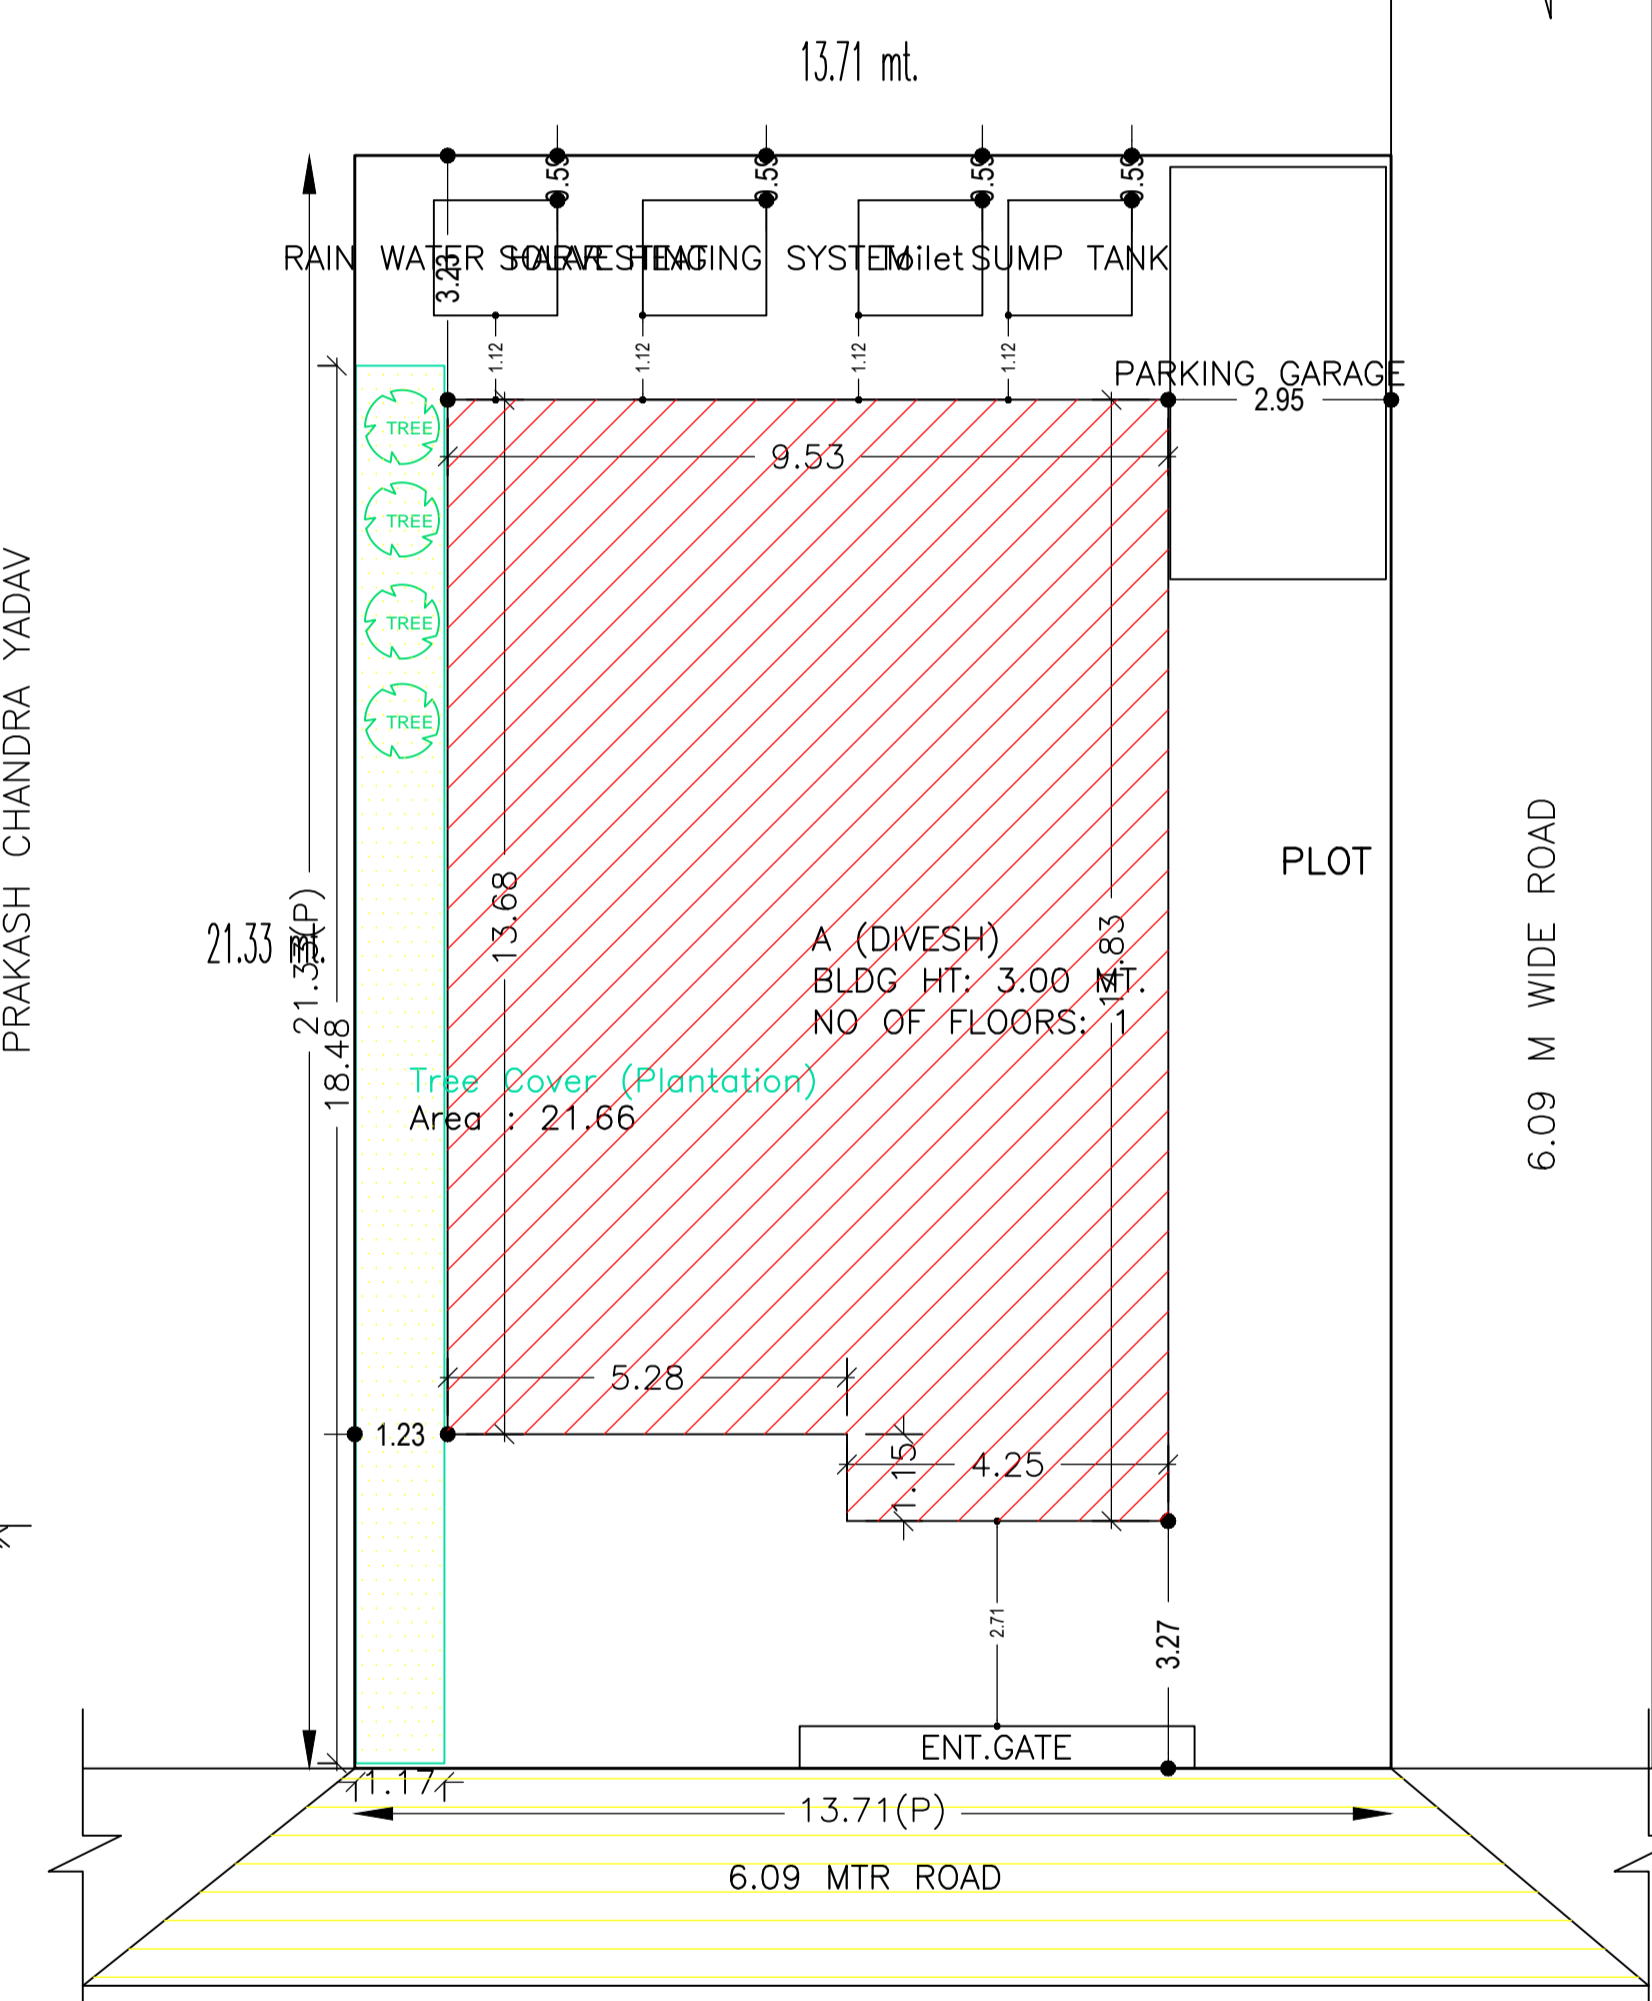 13.71 mt.
0.59
0.59
0.59
0.59
RAIN WATER HARVESTING
SOLAR HEATING SYSTEM
Toilet
SUMP TANK
3.23
1.12
1.12
1.12
1.12
PARKING GARAGE
2.95
TREE
TREE
TREE
TREE
9.53
PRAKASH CHANDRA YADAV
21.33 mt.
21.33(P)
18.48
13.68
14.83
PLOT
6.09 M WIDE ROAD
A (DIVESH)
BLDG HT: 3.00 MT.
NO OF FLOORS: 1
Tree Cover (Plantation)
Area : 21.66
5.28
1.23
1.15
4.25
2.71
3.27
ENT.GATE
1.17
13.71(P)
6.09 MTR ROAD